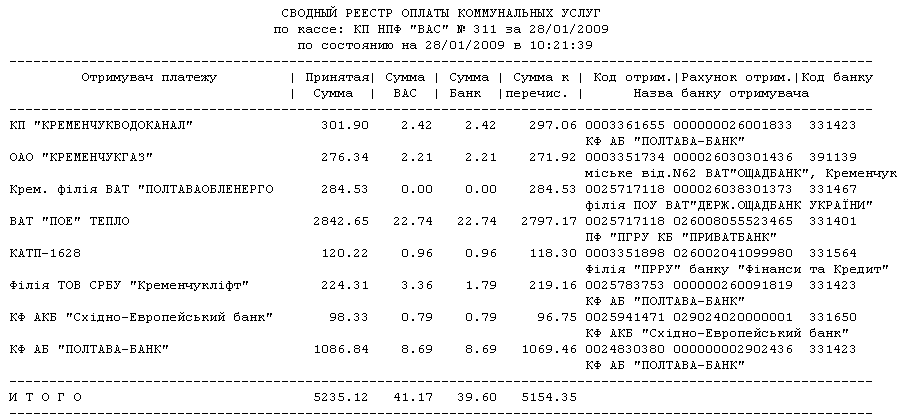 СВОДНЫЙ РЕЕСТР ОПЛАТЫ КОММУНАЛЬНЫХ УСЛУГ
по кассе: КП НПФ "ВАС" № 311 за 28/01/2009
по состоянию на 28/01/2009 в 10:21:39
Отримувач платежу | Принятая| Сумма | Сумма | Сумма к | Код отрим.|Рахунок отрим.|Код банку
| Сумма | ВАС | Банк |перечис. | Назва банку отримувача
КП "КРЕМЕНЧУКВОДОКАНАЛ" 301.90 2.42 2.42 297.06 0003361655 000000026001833 331423
КФ АБ "ПОЛТАВА-БАНК"
ОАО "КРЕМЕНЧУКГАЗ" 276.34 2.21 2.21 271.92 0003351734 000026030301436 391139
міське від.N62 ВАТ"ОЩАДБАНК", Кременчук
Крем. філія ВАТ "ПОЛТАВАОБЛЕНЕРГО 284.53 0.00 0.00 284.53 0025717118 000026038301373 331467
філія ПОУ ВАТ"ДЕРЖ.ОЩАДБАНК УКРАЇНИ"
ВАТ "ПОЕ" ТЕПЛО 2842.65 22.74 22.74 2797.17 0025717118 026008055523465 331401
ПФ "ПГРУ КБ "ПРИВАТБАНК"
КАТП-1628 120.22 0.96 0.96 118.30 0003351898 026002041099980 331564
Філія "ПРРУ" банку "Фінанси та Кредит"
Філія ТОВ СРБУ "Кременчукліфт" 224.31 3.36 1.79 219.16 0025783753 000000260091819 331423
КФ АБ "ПОЛТАВА-БАНК"
КФ АКБ "Східно-Европейський банк" 98.33 0.79 0.79 96.75 0025941471 029024020000001 331650
КФ АКБ "Східно-Европейський банк"
КФ АБ "ПОЛТАВА-БАНК" 1086.84 8.69 8.69 1069.46 0024830380 000000002902436 331423
КФ АБ "ПОЛТАВА-БАНК"
И Т О Г О 5235.12 41.17 39.60 5154.35